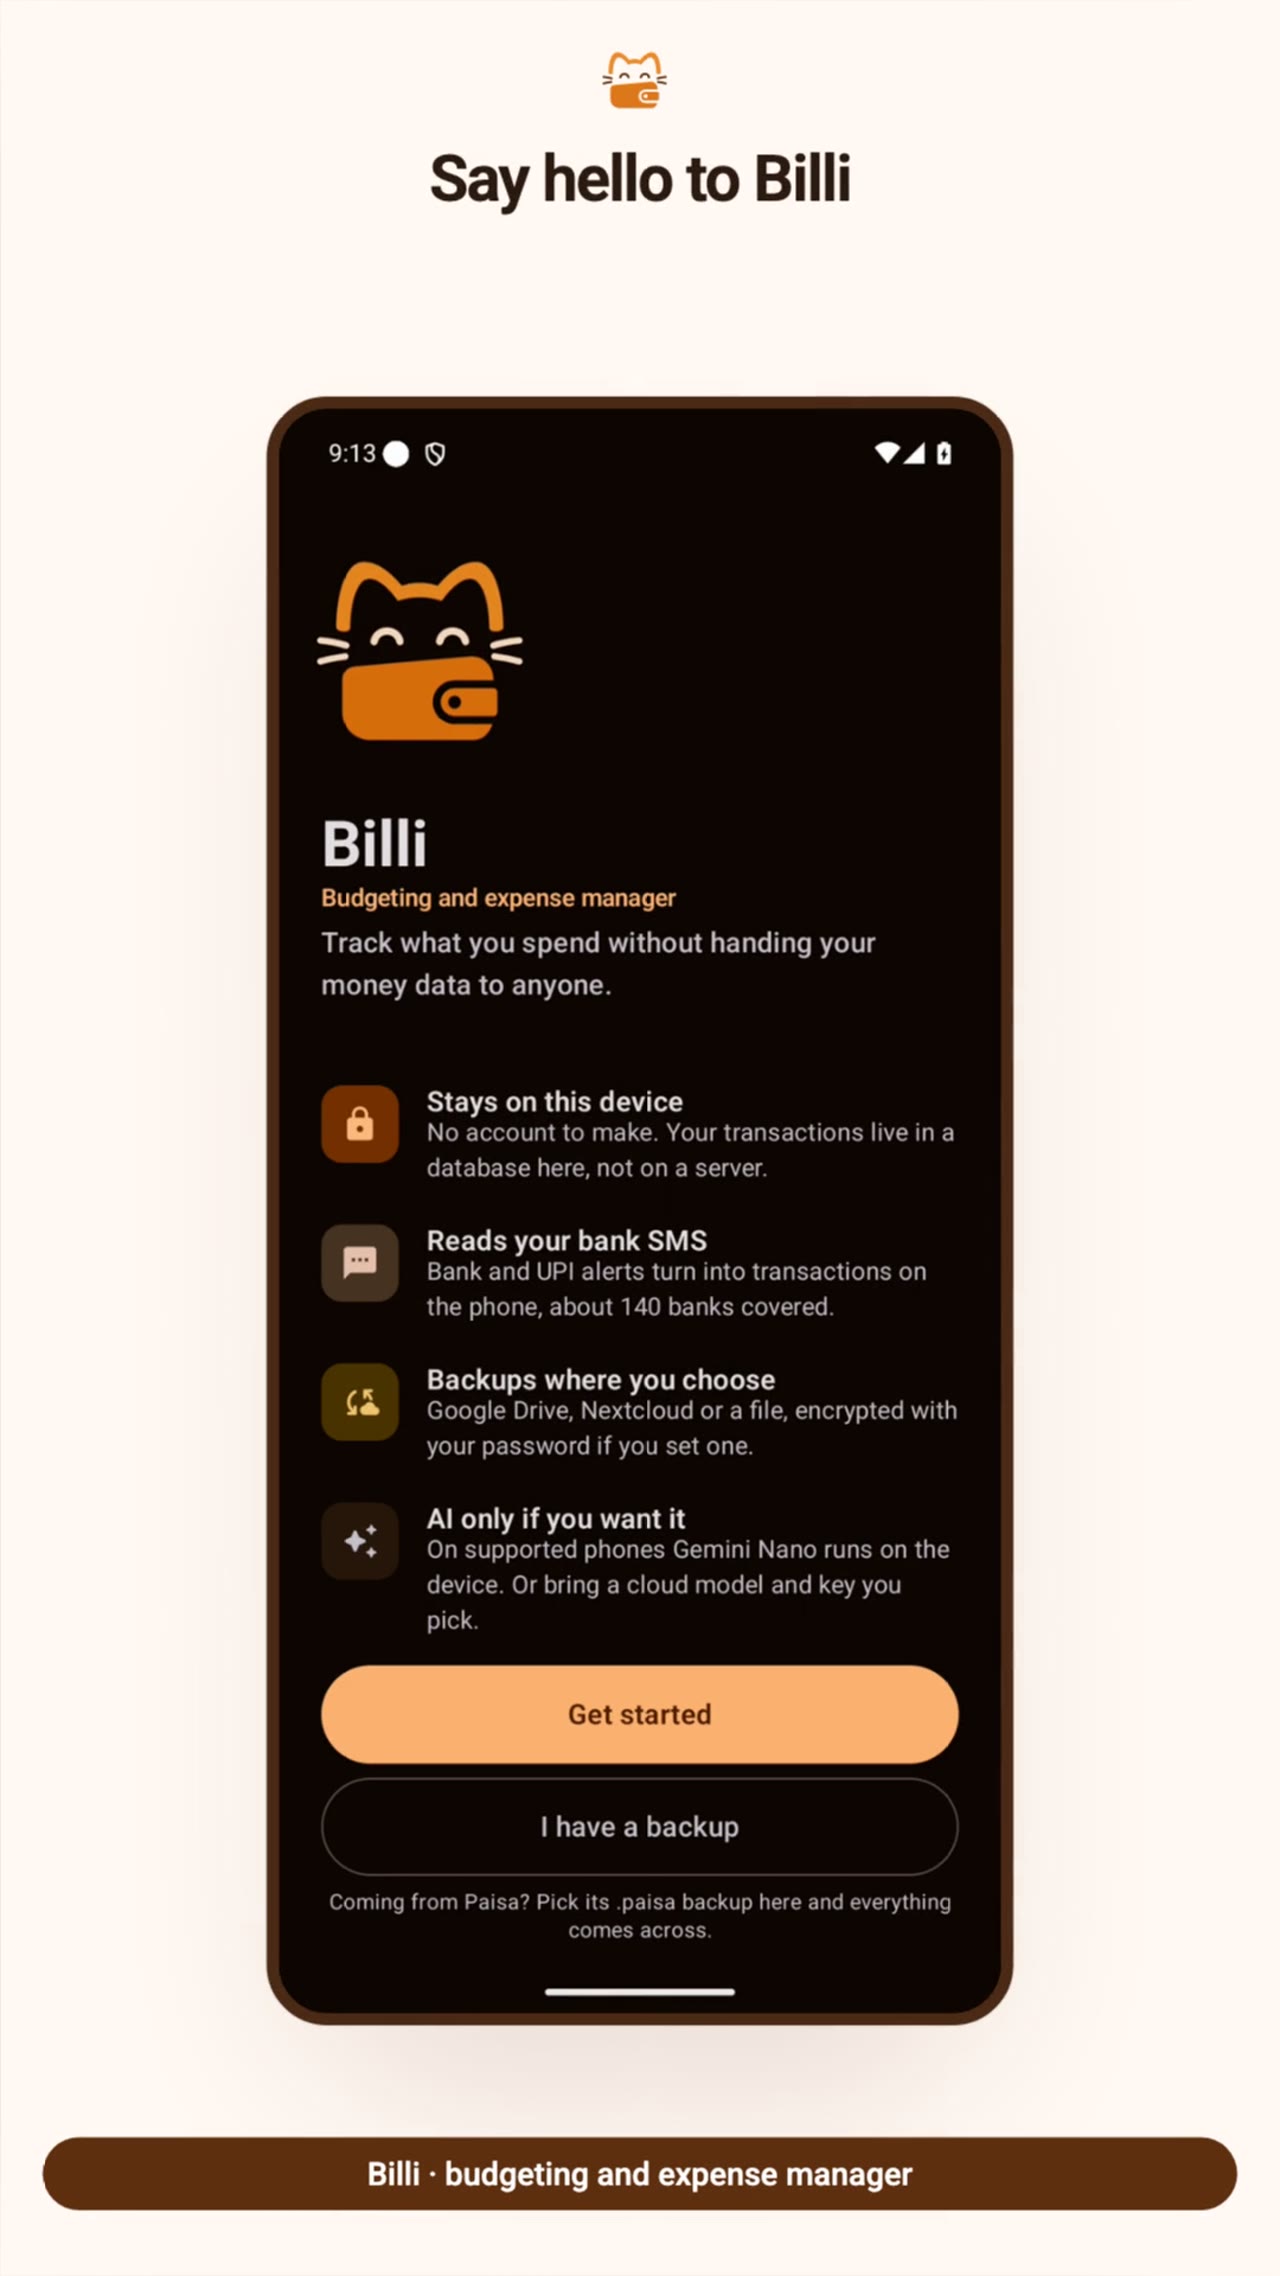 Say hello to Billi
9:13
Billi
Budgeting and expense manager
Track what you spend without handing your
money data to anyone.
Stays on this device
No account to make. Your transactions live in a
database here, not on a server.
Reads your bank SMS
Bank and UPI alerts turn into transactions on
the phone, about 140 banks covered.
Backups where you choose
Google Drive, Nextcloud or a file, encrypted with
your password if you set one.
AI only if you want it
On supported phones Gemini Nano runs on the
device. Or bring a cloud model and key you
pick.
Get started
I have a backup
Coming from Paisa? Pick its .paisa backup here and everything
comes across.
Billi · budgeting and expense manager